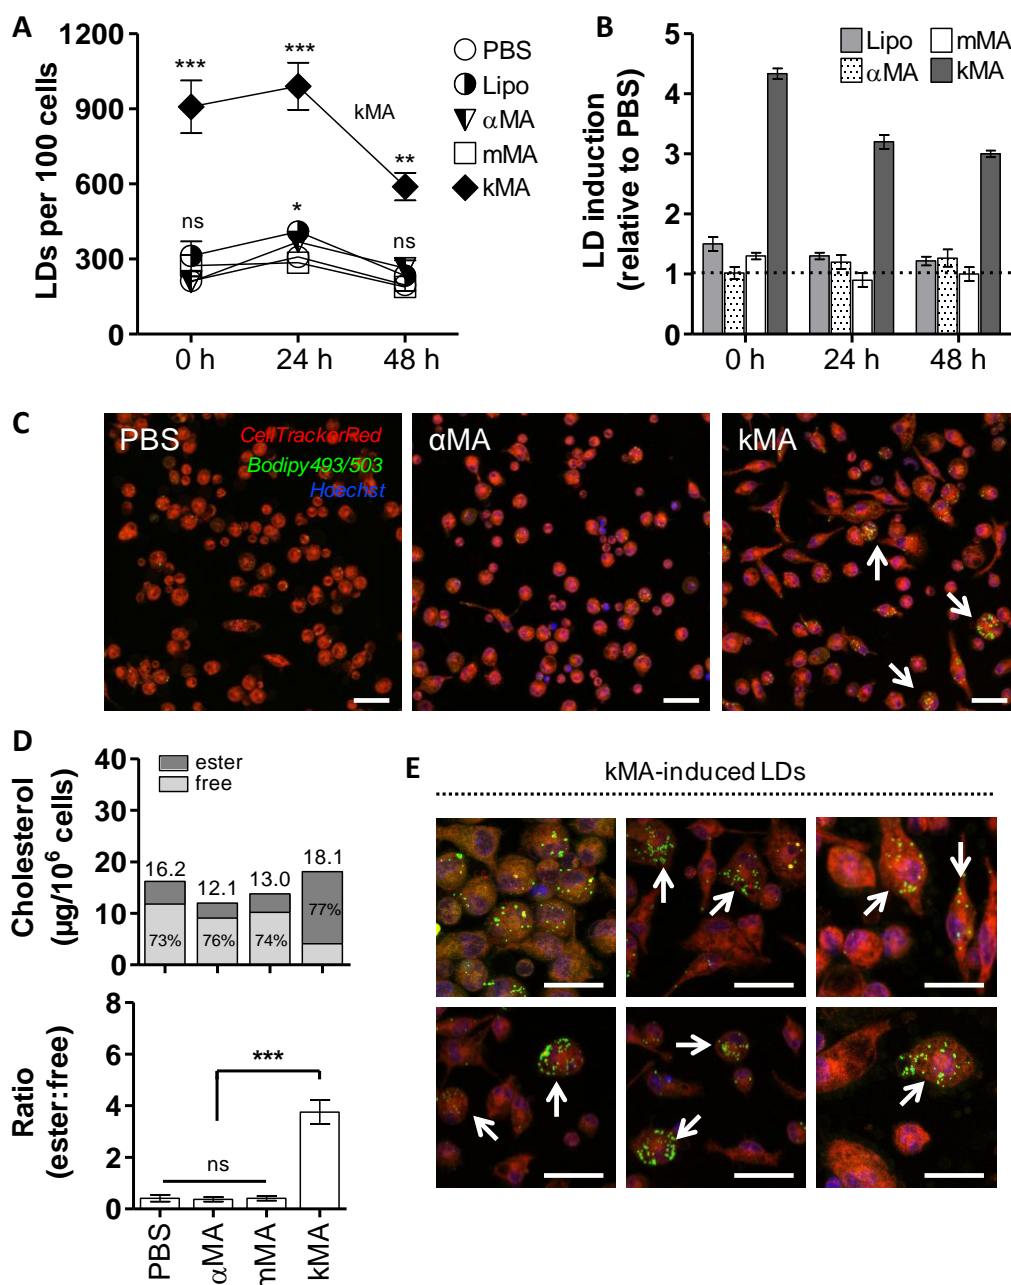 A
1200
900
600
300
0
LDs per 100 cells
***
***
**
kMA
ns
*
ns
0 h
24 h
48 h
PBS
Lipo
αMA
mMA
kMA
B
5
4
3
2
1
0
LD induction
(relative to PBS)
Lipo
mMA
αMA
kMA
0 h
24 h
48 h
C
PBS
CellTrackerRed
Bodipy493/503
Hoechst
αMA
kMA
D
40
30
20
10
0
Cholesterol
(µg/10⁶ cells)
ester
free
16.2
12.1
13.0
18.1
73%
76%
74%
77%
8
6
4
2
0
Ratio
(ester:free)
***
ns
PBS
αMA
mMA
kMA
E
kMA-induced LDs